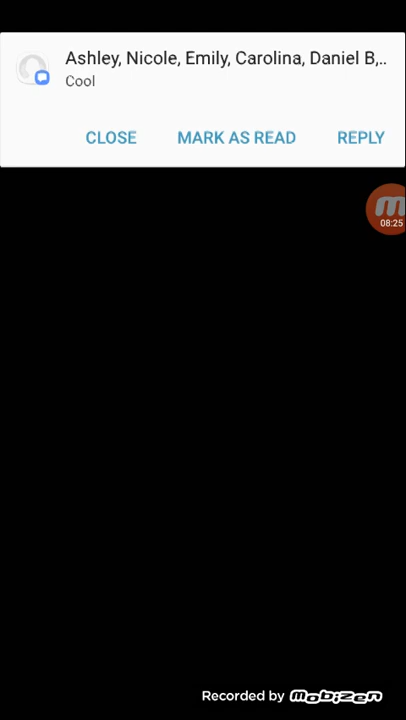 Ashley, Nicole, Emily, Carolina, Daniel B,..
Cool
CLOSE MARK AS READ REPLY
08:25
Recorded by Mobizen